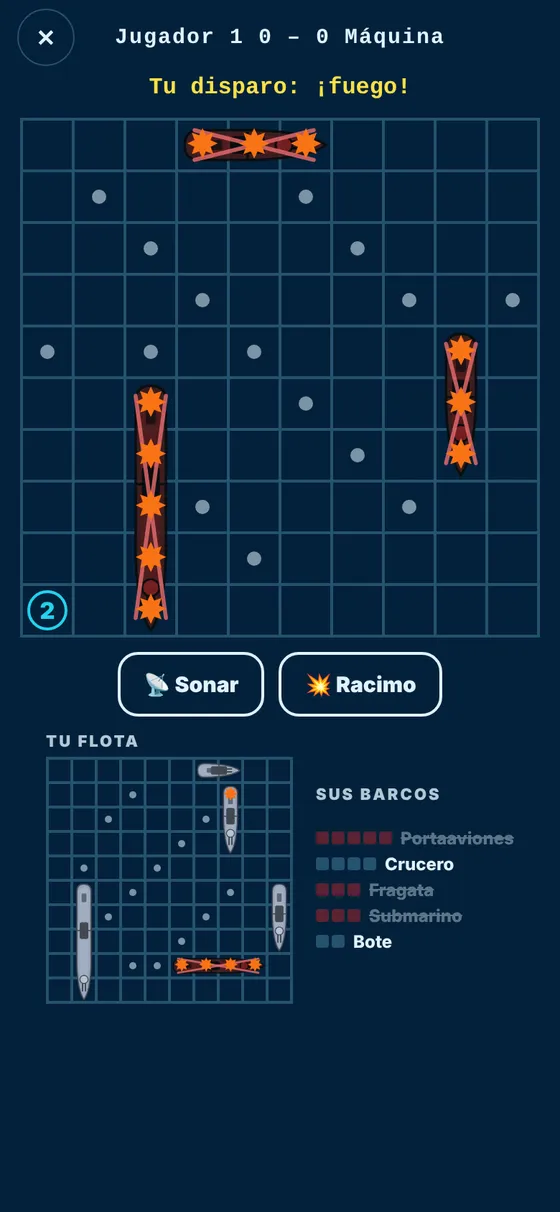 ×
Jugador 1 0 – 0 Máquina
Tu disparo: ¡fuego!
2
📡 Sonar
💥 Racimo
TU FLOTA
SUS BARCOS
Portaaviones
Crucero
Fragata
Submarino
Bote